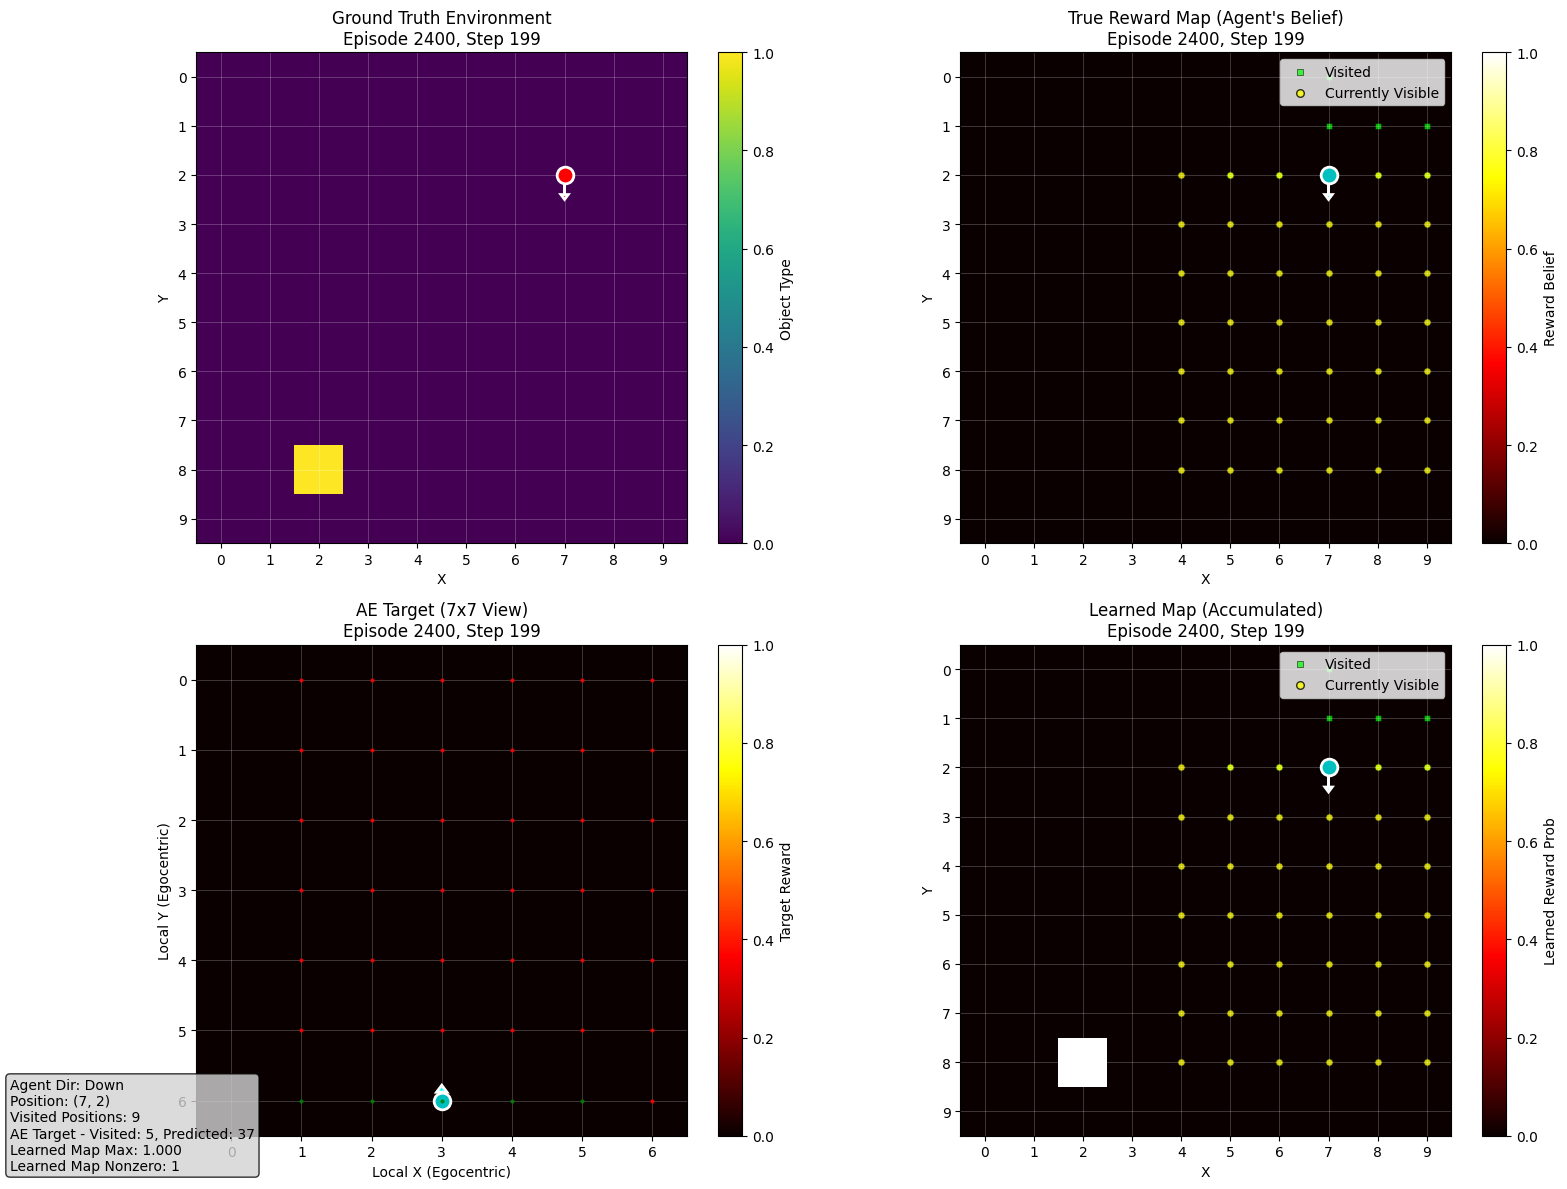 Ground Truth Environment
Episode 2400, Step 199
0
1
2
3
4
5
6
7
8
9
Y
0 1 2 3 4 5 6 7 8 9
X
1.0
0.8
0.6
0.4
0.2
0.0
Object Type
True Reward Map (Agent's Belief)
Episode 2400, Step 199
Visited
Currently Visible
0
1
2
3
4
5
6
7
8
9
Y
0 1 2 3 4 5 6 7 8 9
X
1.0
0.8
0.6
0.4
0.2
0.0
Reward Belief
AE Target (7x7 View)
Episode 2400, Step 199
0
1
2
3
4
5
6
Local Y (Egocentric)
0 1 2 3 4 5 6
Local X (Egocentric)
1.0
0.8
0.6
0.4
0.2
0.0
Target Reward
Agent Dir: Down
Position: (7, 2)
Visited Positions: 9
AE Target - Visited: 5, Predicted: 37
Learned Map Max: 1.000
Learned Map Nonzero: 1
Learned Map (Accumulated)
Episode 2400, Step 199
Visited
Currently Visible
0
1
2
3
4
5
6
7
8
9
Y
0 1 2 3 4 5 6 7 8 9
X
1.0
0.8
0.6
0.4
0.2
0.0
Learned Reward Prob